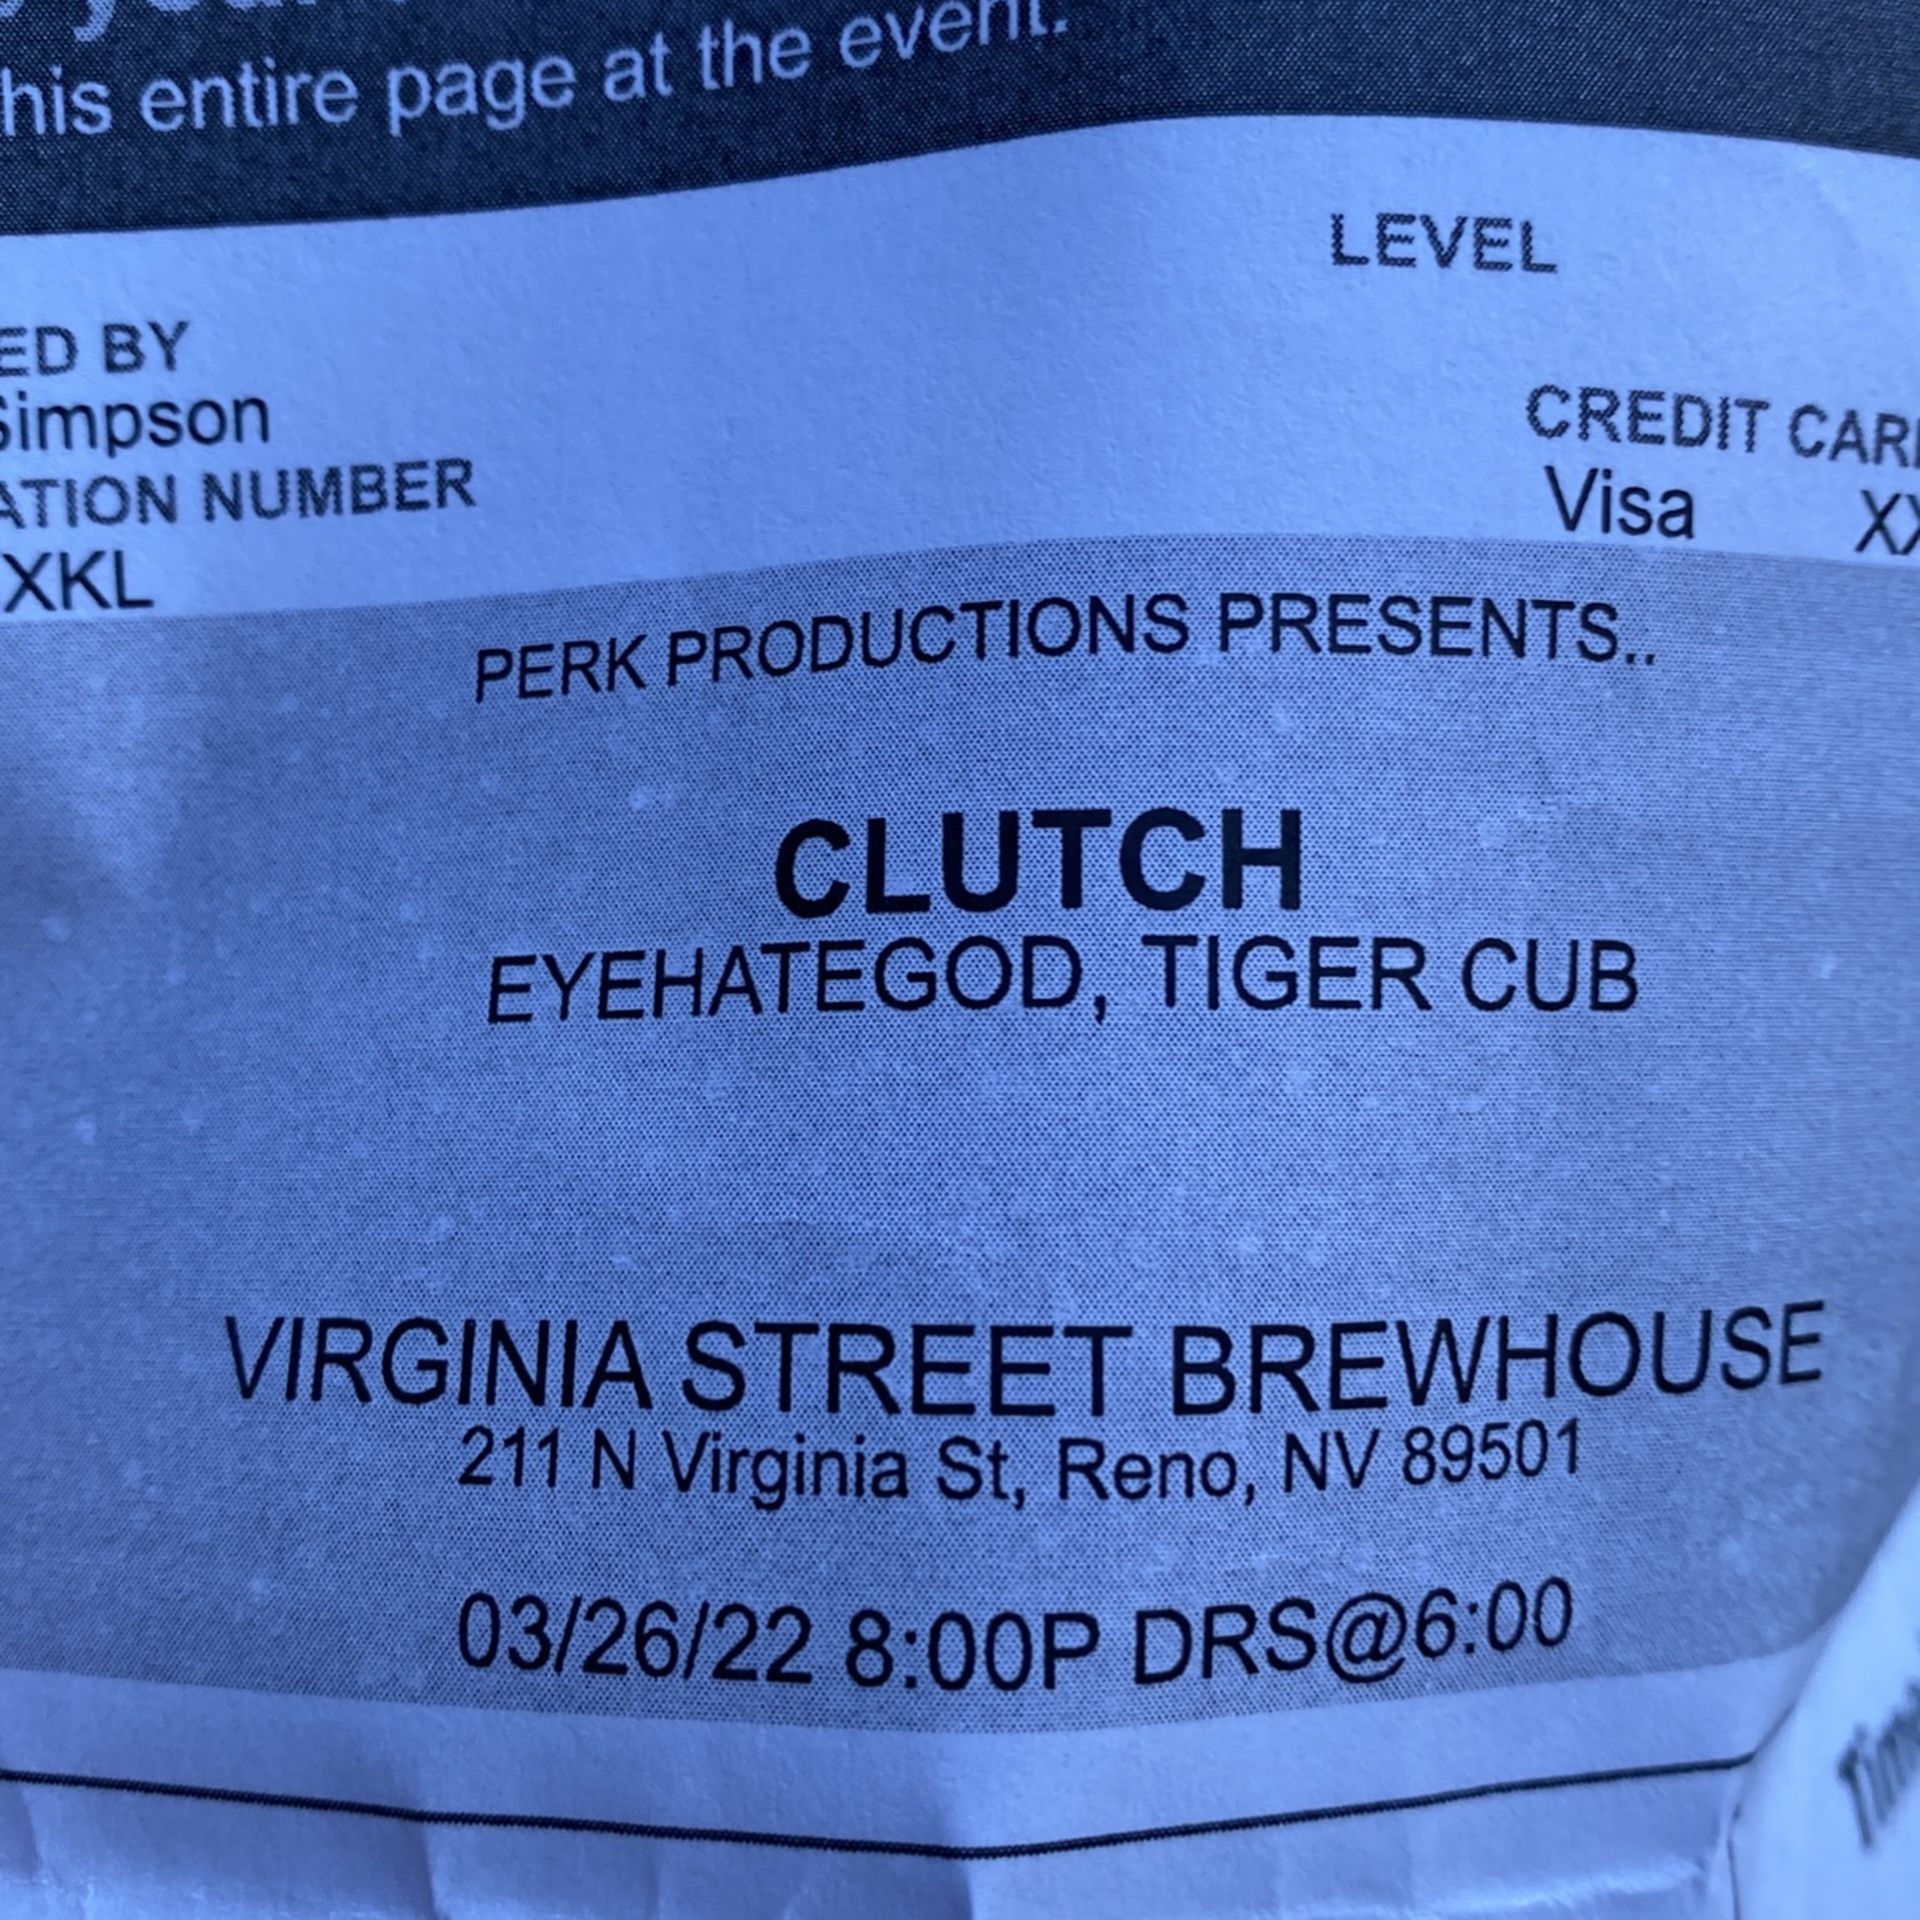 his entire page at the event.
LEVEL
ED BY
Simpson
CREDIT CAR
ATION NUMBER
Visa XX
XKL
PERK PRODUCTIONS PRESENTS..
CLUTCH
EYEHATEGOD, TIGER CUB
VIRGINIA STREET BREWHOUSE
211 N Virginia St, Reno, NV 89501
03/26/22 8:00P DRS@6:00